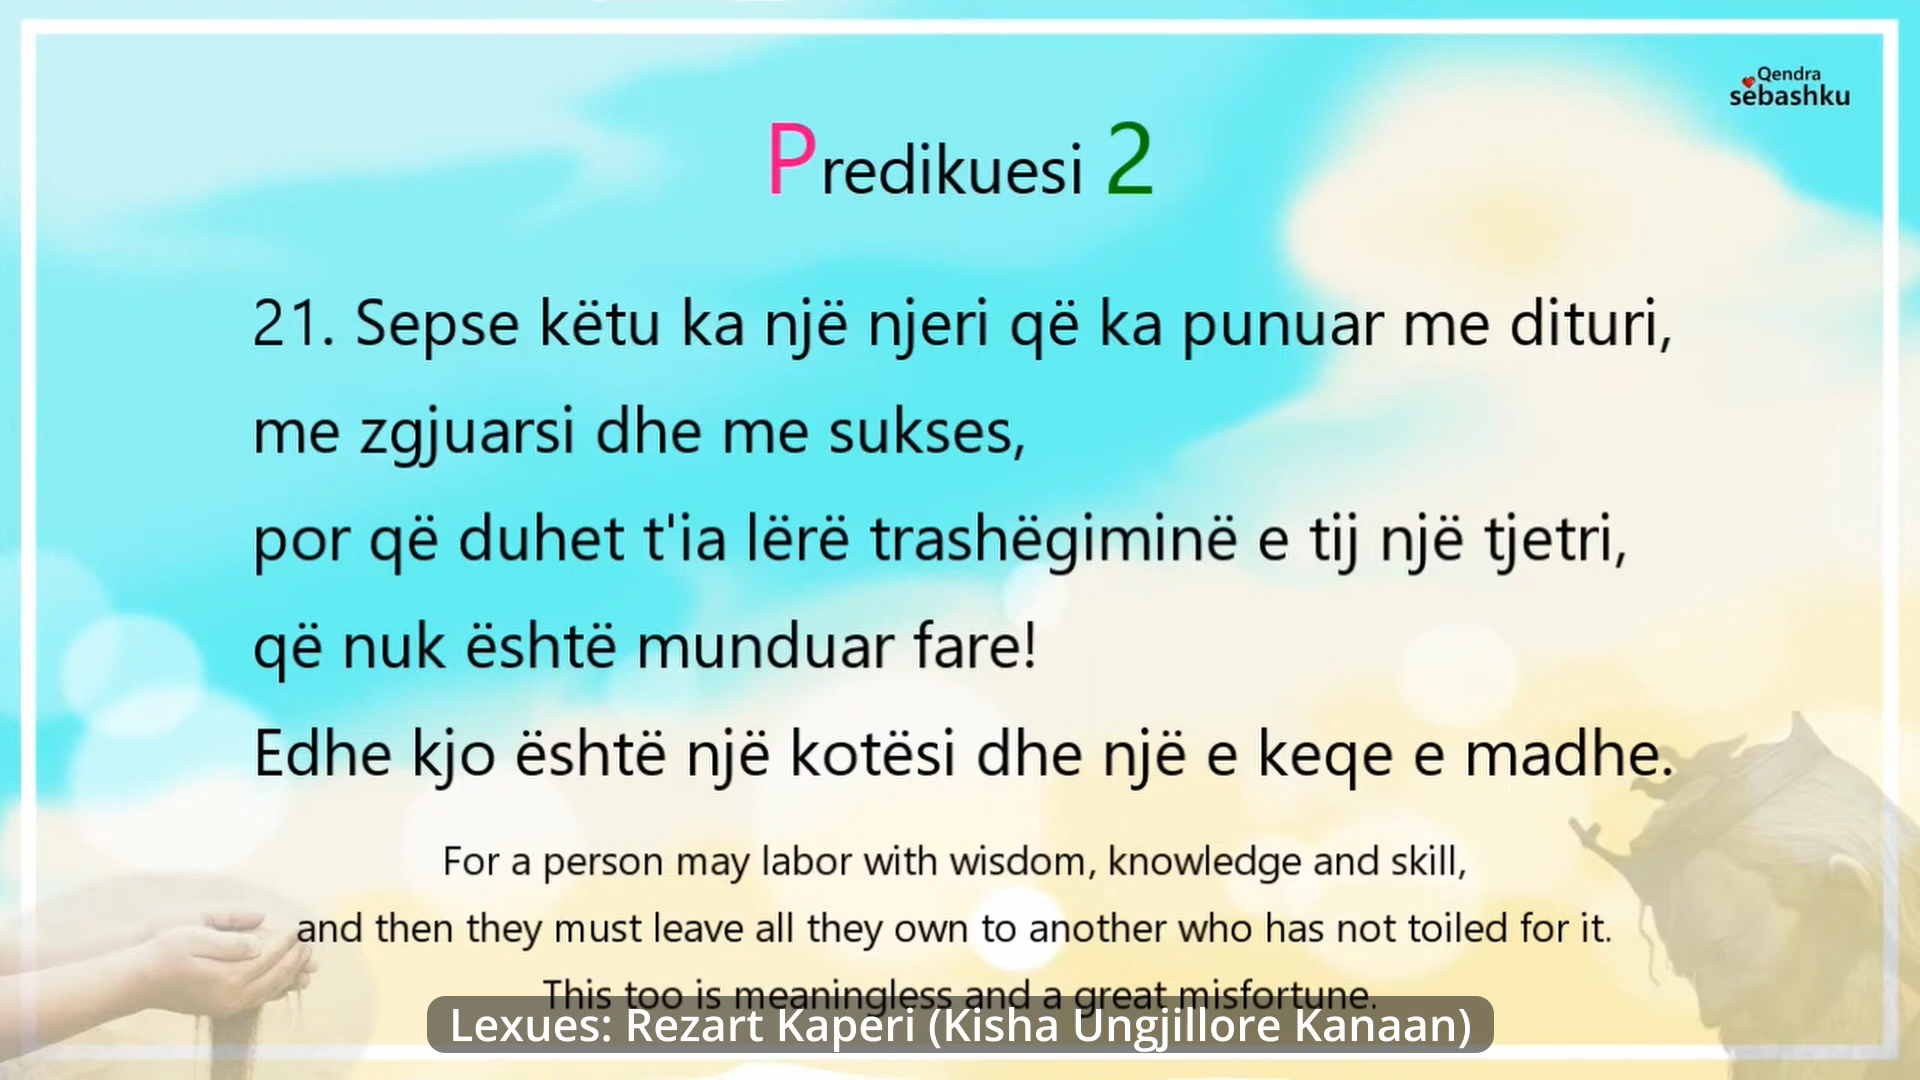 Qendra
sëbashku
Predikuesi 2
21. Sepse këtu ka një njeri që ka punuar me dituri,
me zgjuarsi dhe me sukses,
por që duhet t'ia lërë trashëgiminë e tij një tjetri,
që nuk është munduar fare!
Edhe kjo është një kotësi dhe një e keqe e madhe.
For a person may labor with wisdom, knowledge and skill,
and then they must leave all they own to another who has not toiled for it.
This too is meaningless and a great misfortune.
Lexues: Rezart Kapëri (Kisha Ungjillore Kanaan)